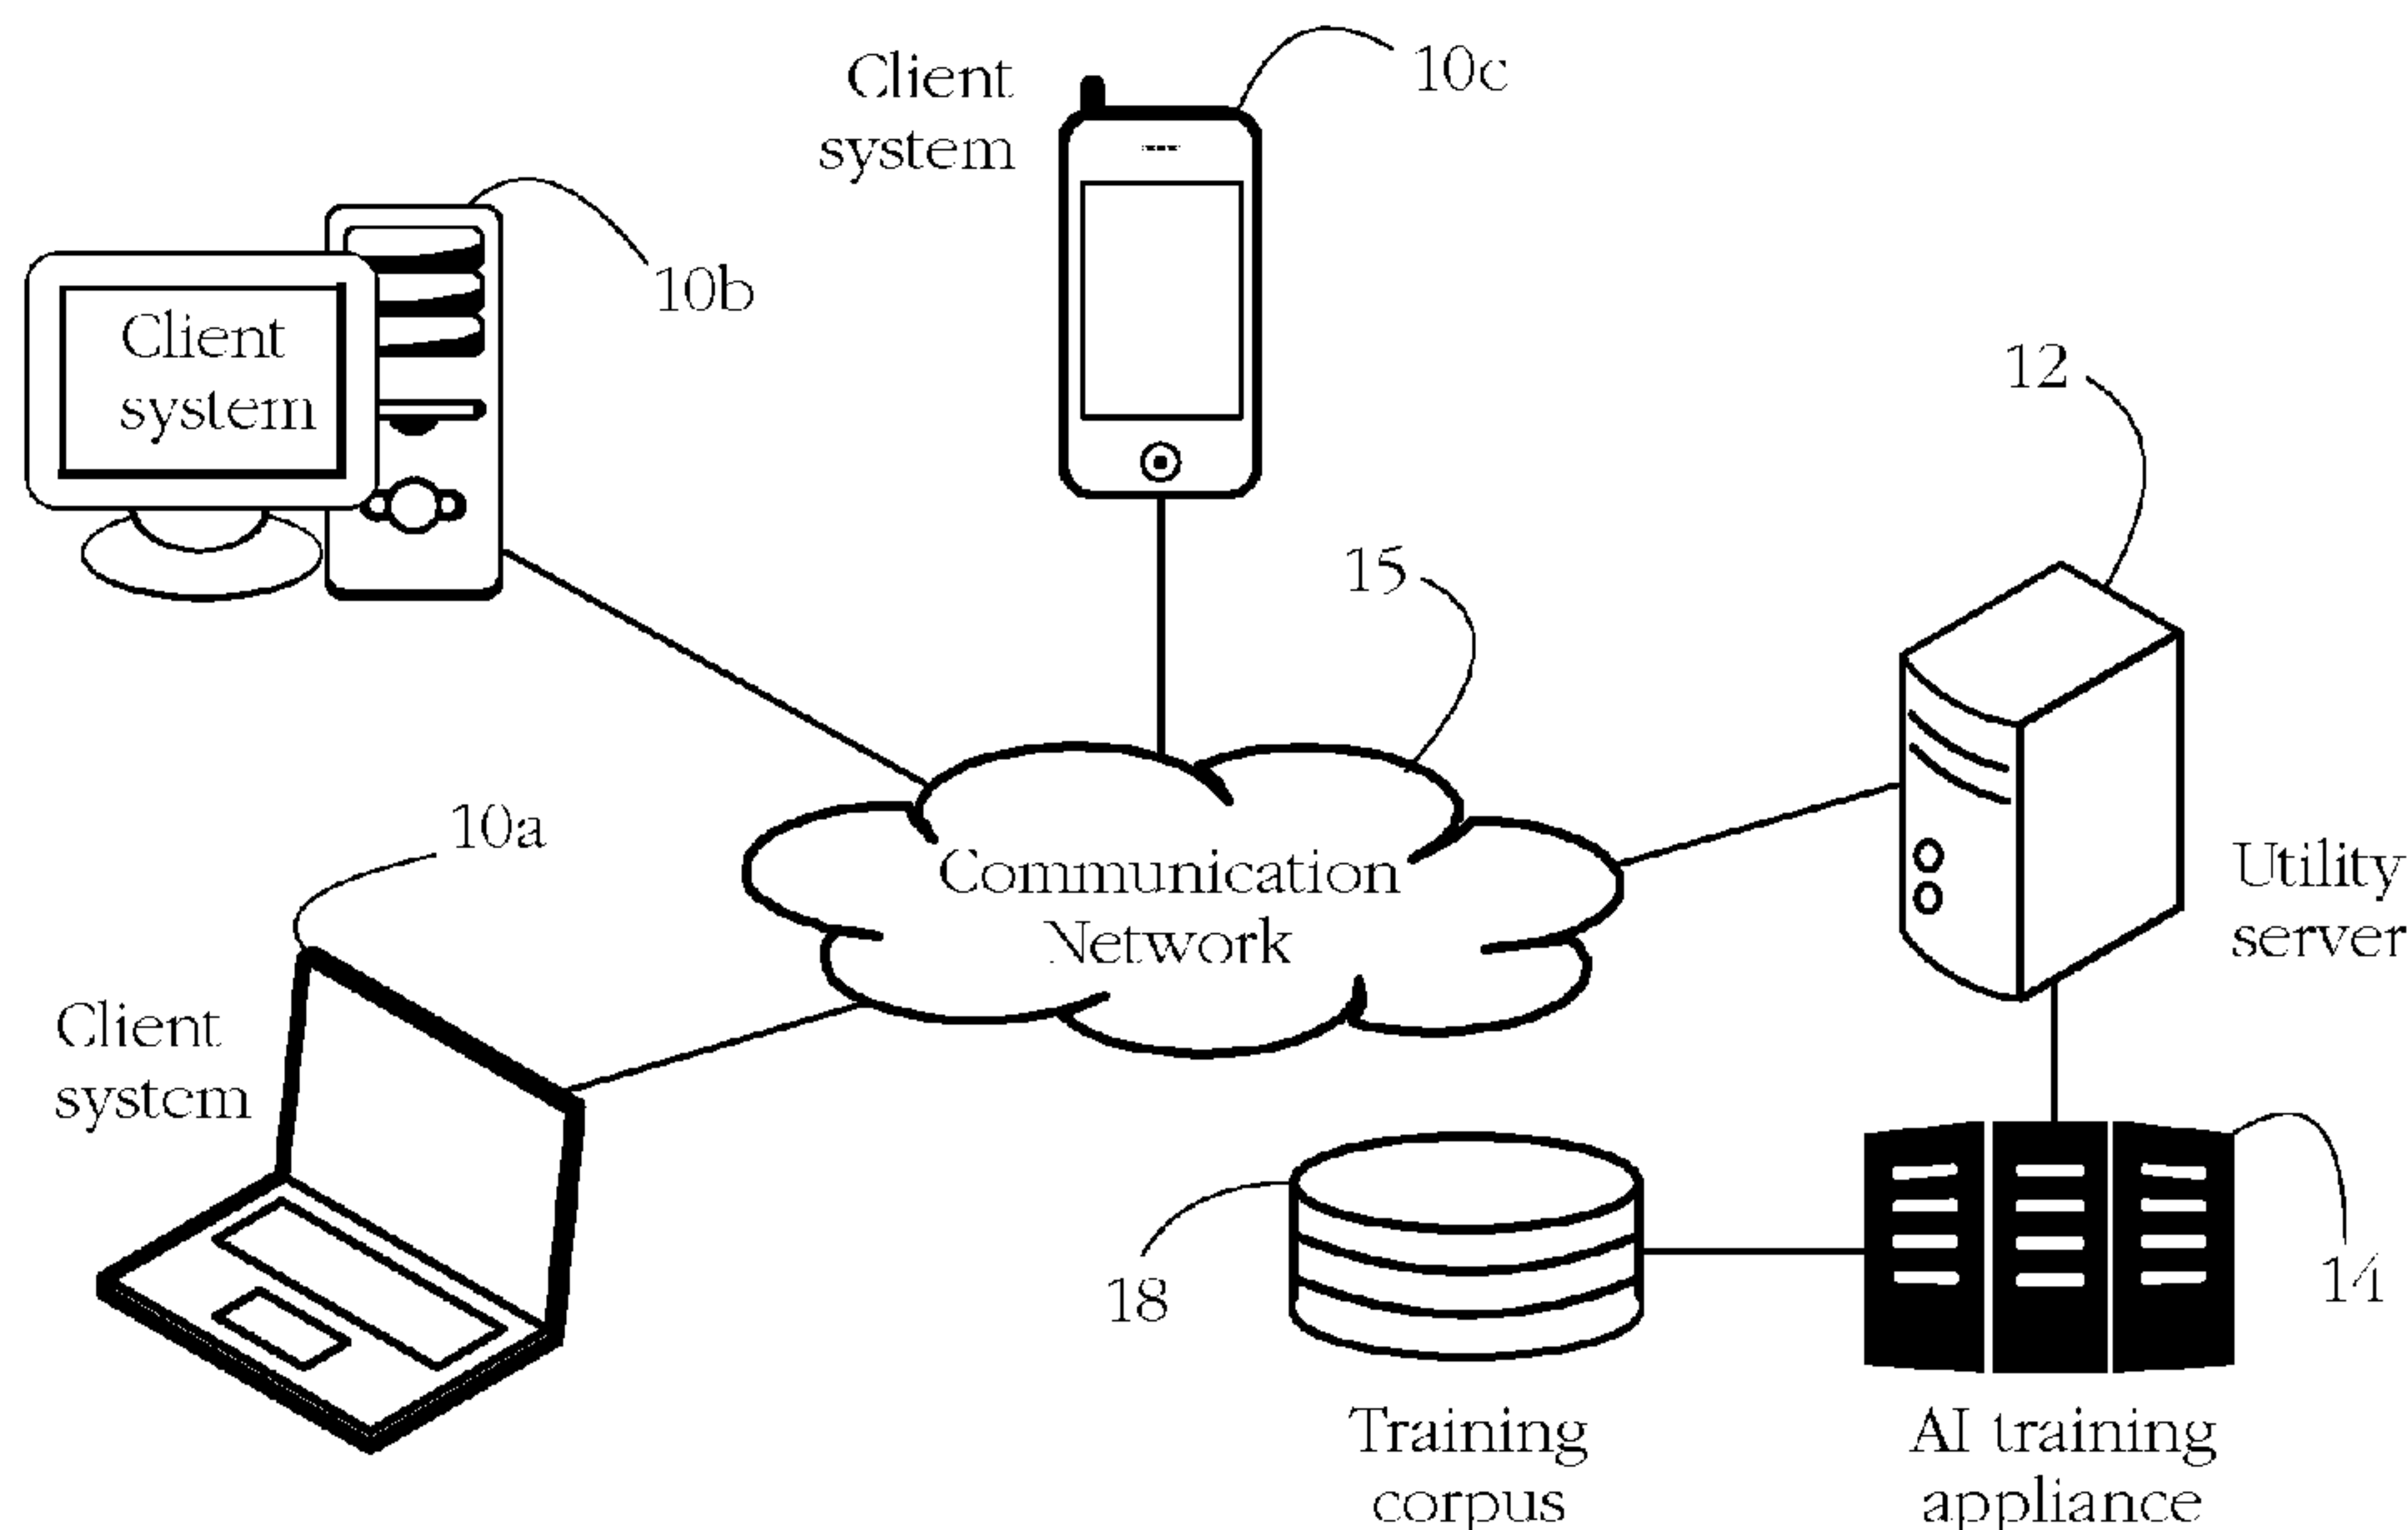 Client
system
10c
10b
Client
system
12
15
10a
Communication
Network
Utility
server
Client
system
18
14
Training
corpus
AI training
appliance